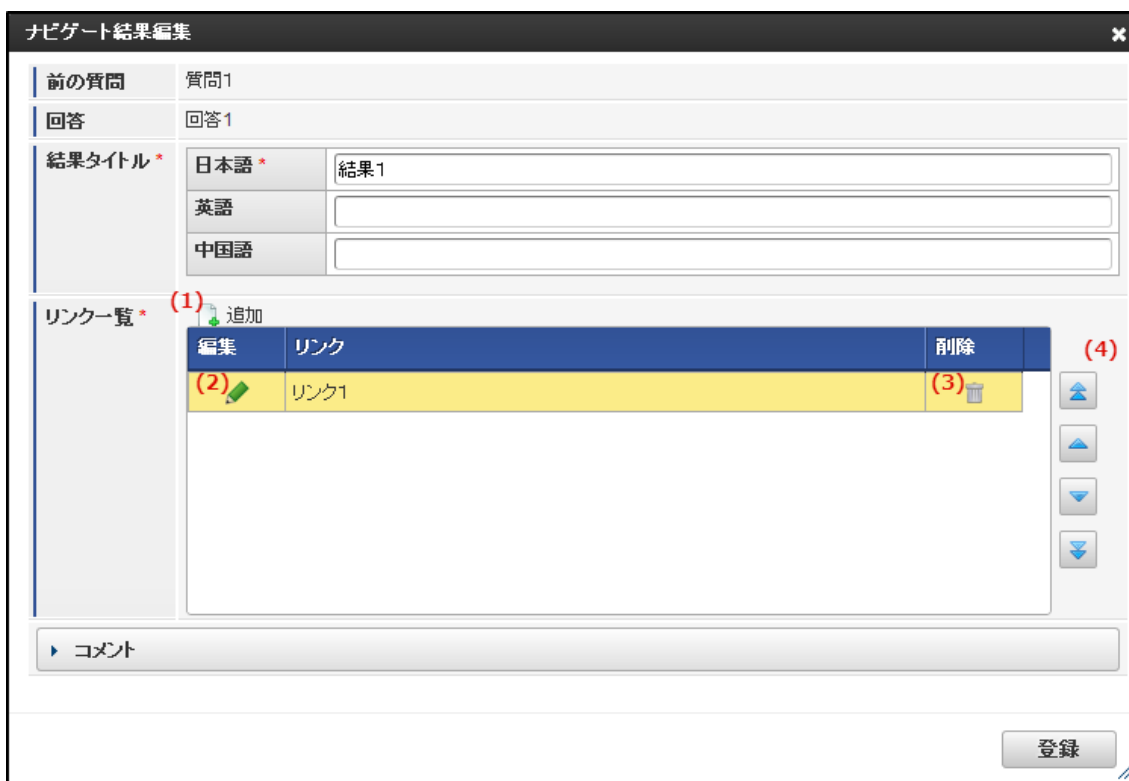 ナビゲート結果編集
前の質問 質問1
回答 回答1
結果タイトル * 日本語 * 結果1
英語
中国語
リンク一覧 * (1) 追加
編集 リンク 削除 (4)
(2) リンク1 (3)
コメント
登録